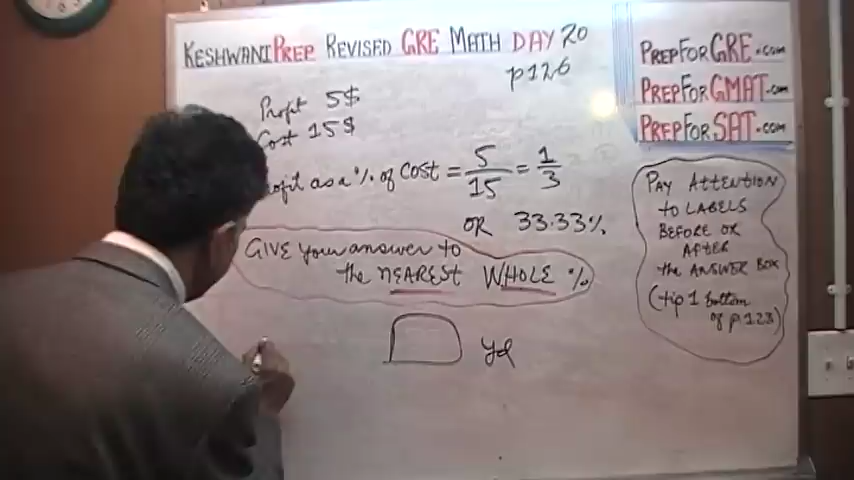 KESHWANIPREP REVISED GRE MATH DAY 20
p126
PREPFORGRE.com
PREPFORGMAT.com
PREPFORSAT.com
Profit 5$
Cost 15$
ofit as a % of COST = 5/15 = 1/3
OR 33.33%
GIVE your answer to
the NEAREST WHOLE %
yd
PAY ATTENTION
to LABELS
BEFORE OR
AFTER
the ANSWER BOX
(tip 1 bottom
of p 123)